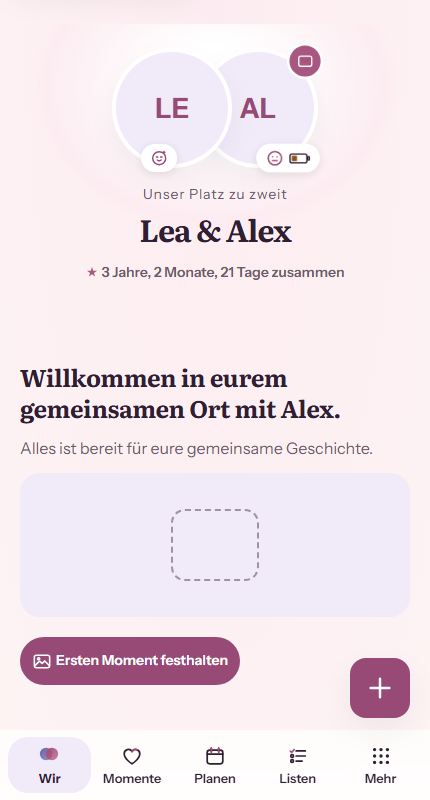 LE
AL
Unser Platz zu zweit
Lea & Alex
★ 3 Jahre, 2 Monate, 21 Tage zusammen
Willkommen in eurem
gemeinsamen Ort mit Alex.
Alles ist bereit für eure gemeinsame Geschichte.
Ersten Moment festhalten
Wir
Momente
Planen
Listen
Mehr